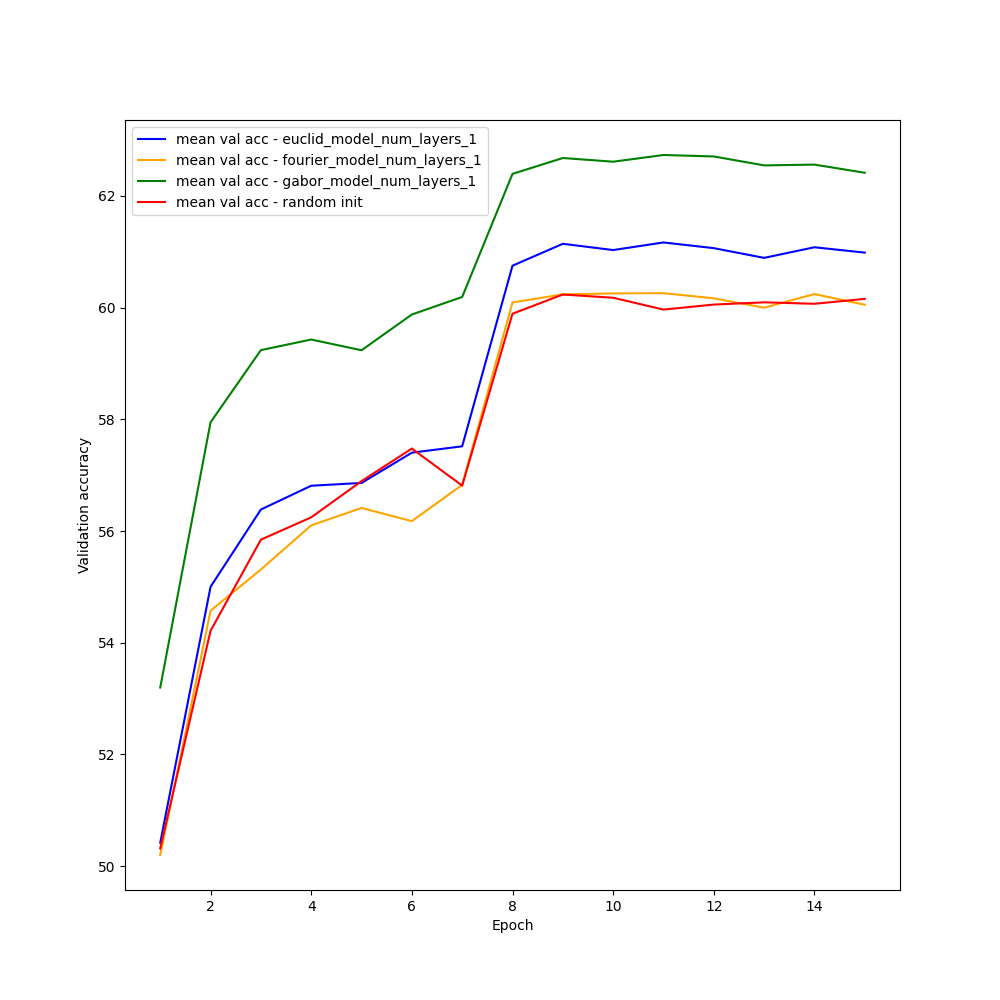 mean val acc - euclid_model_num_layers_1
mean val acc - fourier_model_num_layers_1
mean val acc - gabor_model_num_layers_1
mean val acc - random init
Validation accuracy
62
60
58
56
54
52
50
2 4 6 8 10 12 14
Epoch